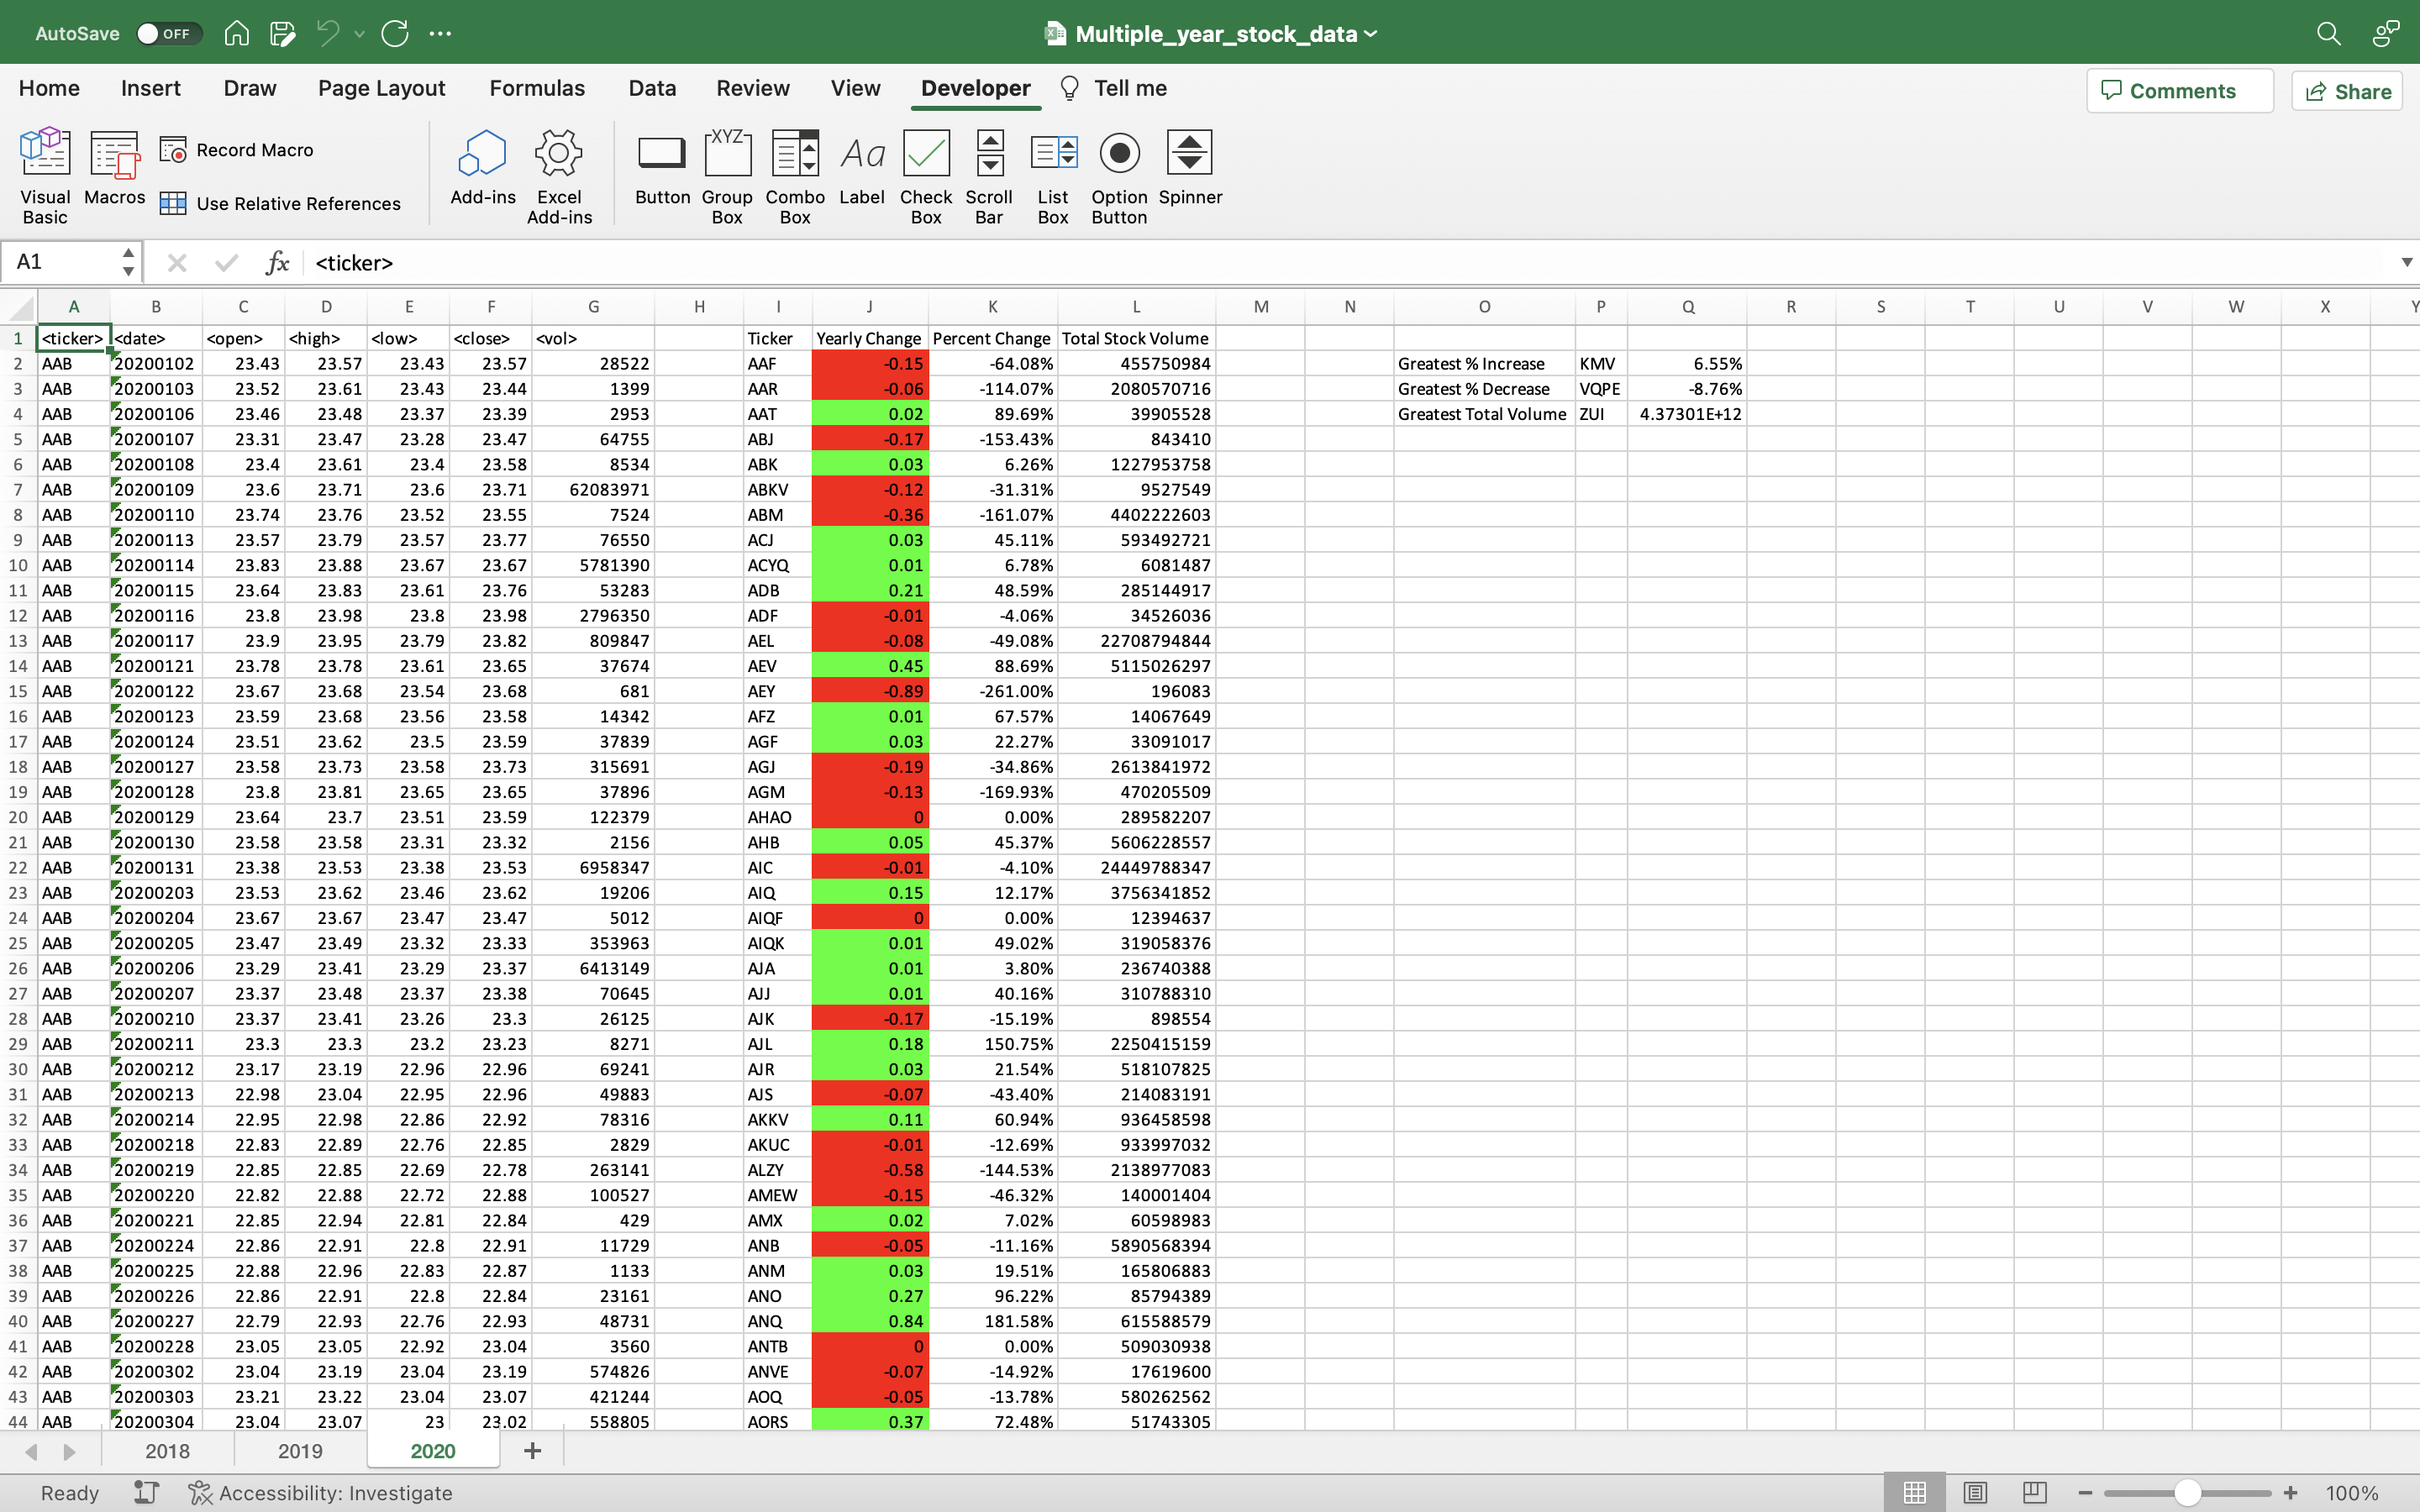 AutoSave OFF Multiple_year_stock_data
Home Insert Draw Page Layout Formulas Data Review View Developer Tell me Comments Share
Visual Basic Macros Record Macro Use Relative References Add-ins Excel Add-ins Button Group Box Combo Box Label Check Box Scroll Bar List Box Option Button Spinner
XYZ Aa
A1 fx <ticker>
A B C D E F G H I J K L M N O P Q R S T U V W X Y
1 <ticker> <date> <open> <high> <low> <close> <vol> Ticker Yearly Change Percent Change Total Stock Volume
2 AAB 20200102 23.43 23.57 23.43 23.57 28522 AAF -0.15 -64.08% 455750984 Greatest % Increase KMV 6.55%
3 AAB 20200103 23.52 23.61 23.43 23.44 1399 AAR -0.06 -114.07% 2080570716 Greatest % Decrease VQPE -8.76%
4 AAB 20200106 23.46 23.48 23.37 23.39 2953 AAT 0.02 89.69% 39905528 Greatest Total Volume ZUI 4.37301E+12
5 AAB 20200107 23.31 23.47 23.28 23.47 64755 ABJ -0.17 -153.43% 843410
6 AAB 20200108 23.4 23.61 23.4 23.58 8534 ABK 0.03 6.26% 1227953758
7 AAB 20200109 23.6 23.71 23.6 23.71 62083971 ABKV -0.12 -31.31% 9527549
8 AAB 20200110 23.74 23.76 23.52 23.55 7524 ABM -0.36 -161.07% 4402222603
9 AAB 20200113 23.57 23.79 23.57 23.77 76550 ACJ 0.03 45.11% 593492721
10 AAB 20200114 23.83 23.88 23.67 23.67 5781390 ACYQ 0.01 6.78% 6081487
11 AAB 20200115 23.64 23.83 23.61 23.76 53283 ADB 0.21 48.59% 285144917
12 AAB 20200116 23.8 23.98 23.8 23.98 2796350 ADF -0.01 -4.06% 34526036
13 AAB 20200117 23.9 23.95 23.79 23.82 809847 AEL -0.08 -49.08% 22708794844
14 AAB 20200121 23.78 23.78 23.61 23.65 37674 AEV 0.45 88.69% 5115026297
15 AAB 20200122 23.67 23.68 23.54 23.68 681 AEY -0.89 -261.00% 196083
16 AAB 20200123 23.59 23.68 23.56 23.58 14342 AFZ 0.01 67.57% 14067649
17 AAB 20200124 23.51 23.62 23.5 23.59 37839 AGF 0.03 22.27% 33091017
18 AAB 20200127 23.58 23.73 23.58 23.73 315691 AGJ -0.19 -34.86% 2613841972
19 AAB 20200128 23.8 23.81 23.65 23.65 37896 AGM -0.13 -169.93% 470205509
20 AAB 20200129 23.64 23.7 23.51 23.59 122379 AHAO 0 0.00% 289582207
21 AAB 20200130 23.58 23.58 23.31 23.32 2156 AHB 0.05 45.37% 5606228557
22 AAB 20200131 23.38 23.53 23.38 23.53 6958347 AIC -0.01 -4.10% 24449788347
23 AAB 20200203 23.53 23.62 23.46 23.62 19206 AIQ 0.15 12.17% 3756341852
24 AAB 20200204 23.67 23.67 23.47 23.47 5012 AIQF 0 0.00% 12394637
25 AAB 20200205 23.47 23.49 23.32 23.33 353963 AIQK 0.01 49.02% 319058376
26 AAB 20200206 23.29 23.41 23.29 23.37 6413149 AJA 0.01 3.80% 236740388
27 AAB 20200207 23.37 23.48 23.37 23.38 70645 AJJ 0.01 40.16% 310788310
28 AAB 20200210 23.37 23.41 23.26 23.3 26125 AJK -0.17 -15.19% 898554
29 AAB 20200211 23.3 23.3 23.2 23.23 8271 AJL 0.18 150.75% 2250415159
30 AAB 20200212 23.17 23.19 22.96 22.96 69241 AJR 0.03 21.54% 518107825
31 AAB 20200213 22.98 23.04 22.95 22.96 49883 AJS -0.07 -43.40% 214083191
32 AAB 20200214 22.95 22.98 22.86 22.92 78316 AKKV 0.11 60.94% 936458598
33 AAB 20200218 22.83 22.89 22.76 22.85 2829 AKUC -0.01 -12.69% 933997032
34 AAB 20200219 22.85 22.85 22.69 22.78 263141 ALZY -0.58 -144.53% 2138977083
35 AAB 20200220 22.82 22.88 22.72 22.88 100527 AMEW -0.15 -46.32% 140001404
36 AAB 20200221 22.85 22.94 22.81 22.84 429 AMX 0.02 7.02% 60598983
37 AAB 20200224 22.86 22.91 22.8 22.91 11729 ANB -0.05 -11.16% 5890568394
38 AAB 20200225 22.88 22.96 22.83 22.87 1133 ANM 0.03 19.51% 165806883
39 AAB 20200226 22.86 22.91 22.8 22.84 23161 ANO 0.27 96.22% 85794389
40 AAB 20200227 22.79 22.93 22.76 22.93 48731 ANQ 0.84 181.58% 615588579
41 AAB 20200228 23.05 23.05 22.92 23.04 3560 ANTB 0 0.00% 509030938
42 AAB 20200302 23.04 23.19 23.04 23.19 574826 ANVE -0.07 -14.92% 17619600
43 AAB 20200303 23.21 23.22 23.04 23.07 421244 AOQ -0.05 -13.78% 580262562
44 AAB 20200304 23.04 23.07 23 23.02 558805 AORS 0.37 72.48% 51743305
2018 2019 2020 +
Ready Accessibility: Investigate 100%